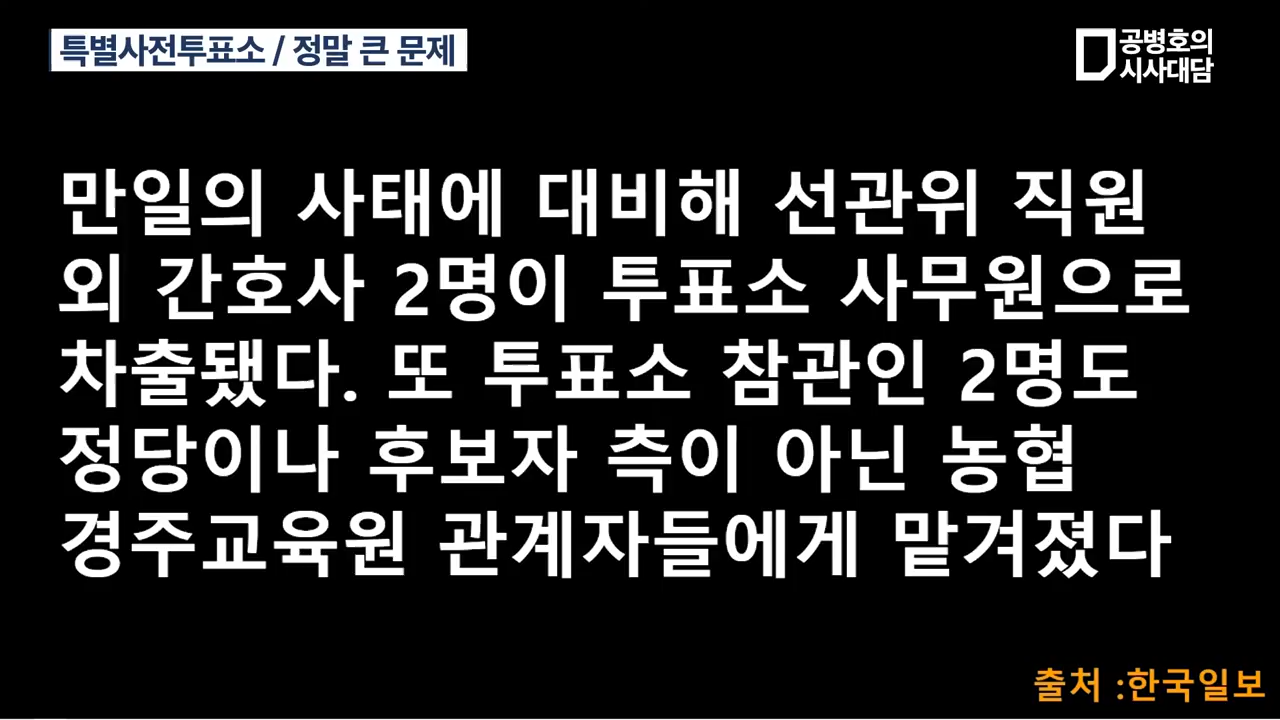 특별사전투표소 / 정말 큰 문제
공병호의
시사대담
만일의 사태에 대비해 선관위 직원
외 간호사 2명이 투표소 사무원으로
차출됐다. 또 투표소 참관인 2명도
정당이나 후보자 측이 아닌 농협
경주교육원 관계자들에게 맡겨졌다
출처 :한국일보